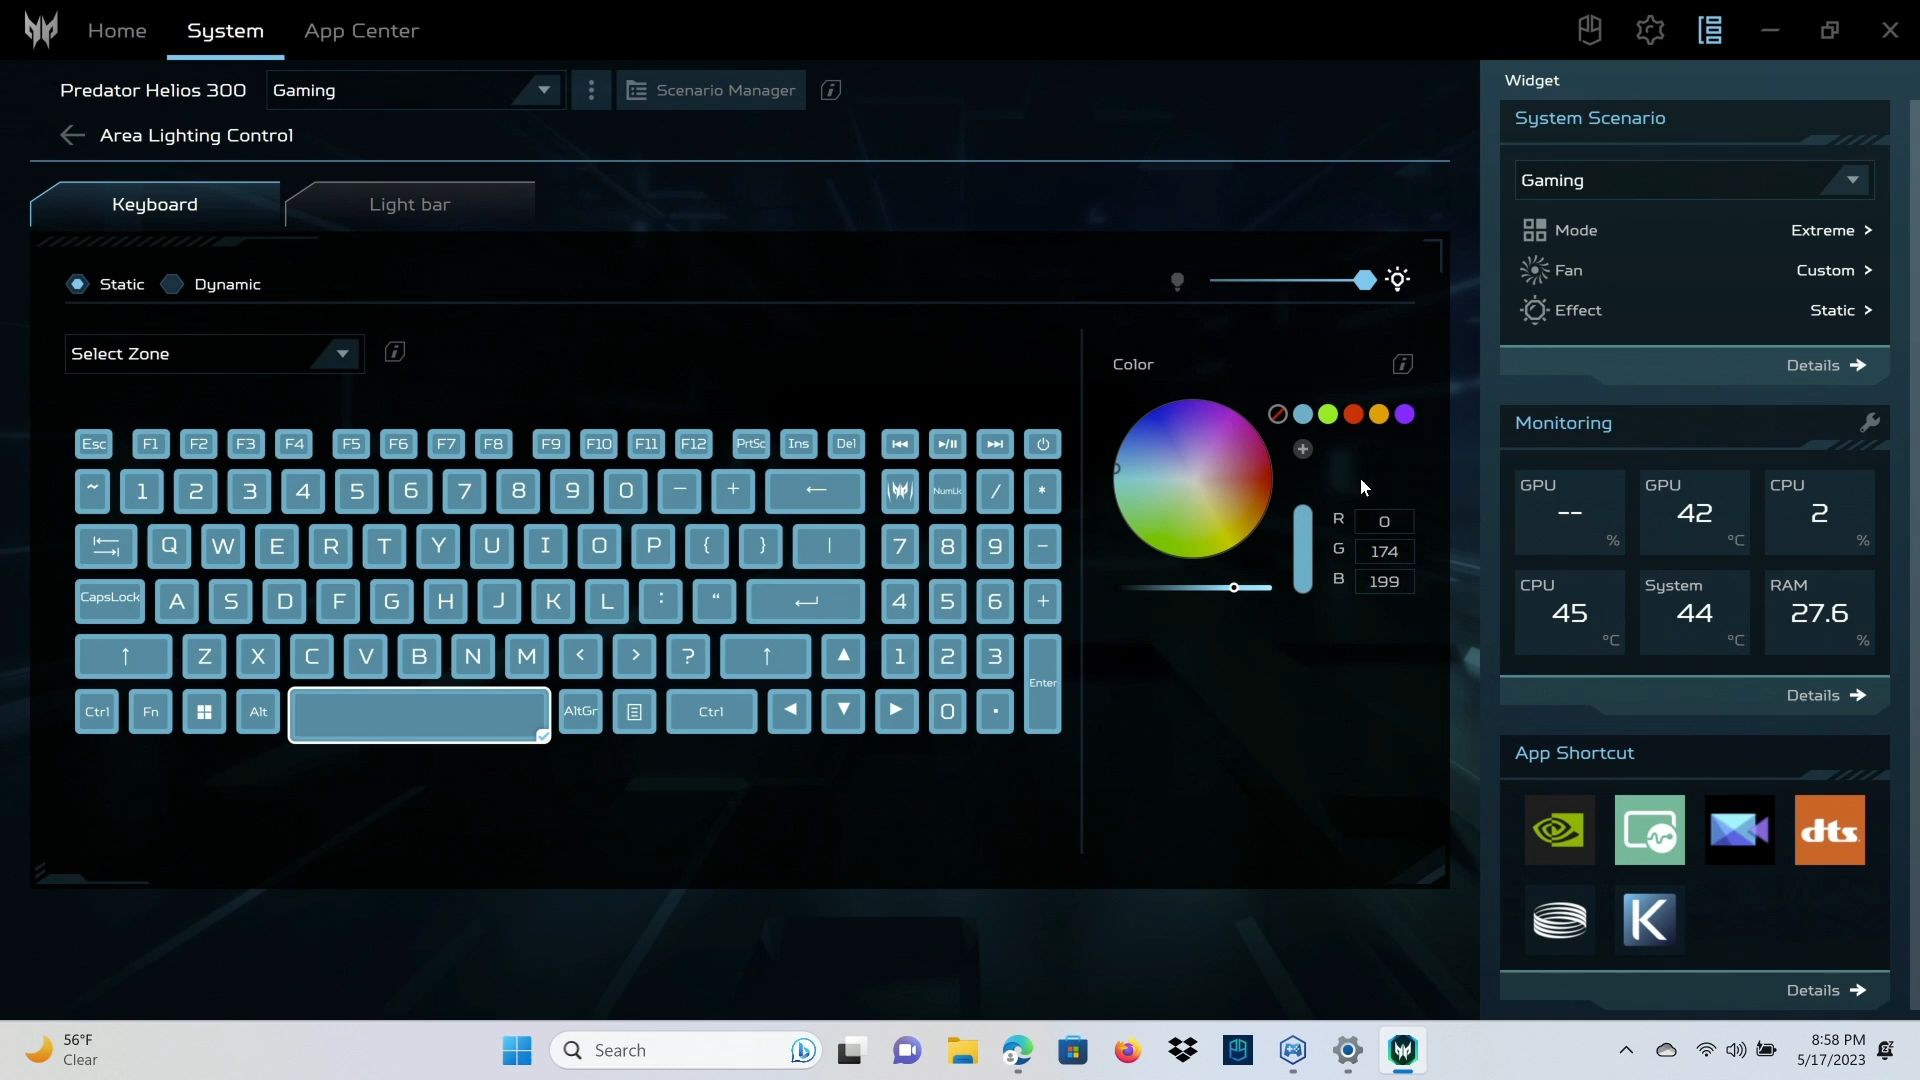 Home System App Center
Predator Helios 300 Gaming Scenario Manager
Area Lighting Control
Keyboard Light bar
Static Dynamic
Select Zone
Esc F1 F2 F3 F4 F5 F6 F7 F8 F9 F10 F11 F12 PrtSc Ins Del
~ 1 2 3 4 5 6 7 8 9 0 − + ← NumLk / *
Q W E R T Y U I O P { } | 7 8 9 −
CapsLock A S D F G H J K L : “ 4 5 6 +
↑ Z X C V B N M < > ? ↑ ▲ 1 2 3 Enter
Ctrl Fn Alt AltGr Ctrl ◀ ▼ ▶ 0 .
Color
R 0
G 174
B 199
Widget
System Scenario
Gaming
Mode Extreme >
Fan Custom >
Effect Static >
Details →
Monitoring
GPU -- %
GPU 42 °C
CPU 2 %
CPU 45 °C
System 44 °C
RAM 27.6 %
Details →
App Shortcut
dts
K
Details →
56°F
Clear
Search
8:58 PM
5/17/2023